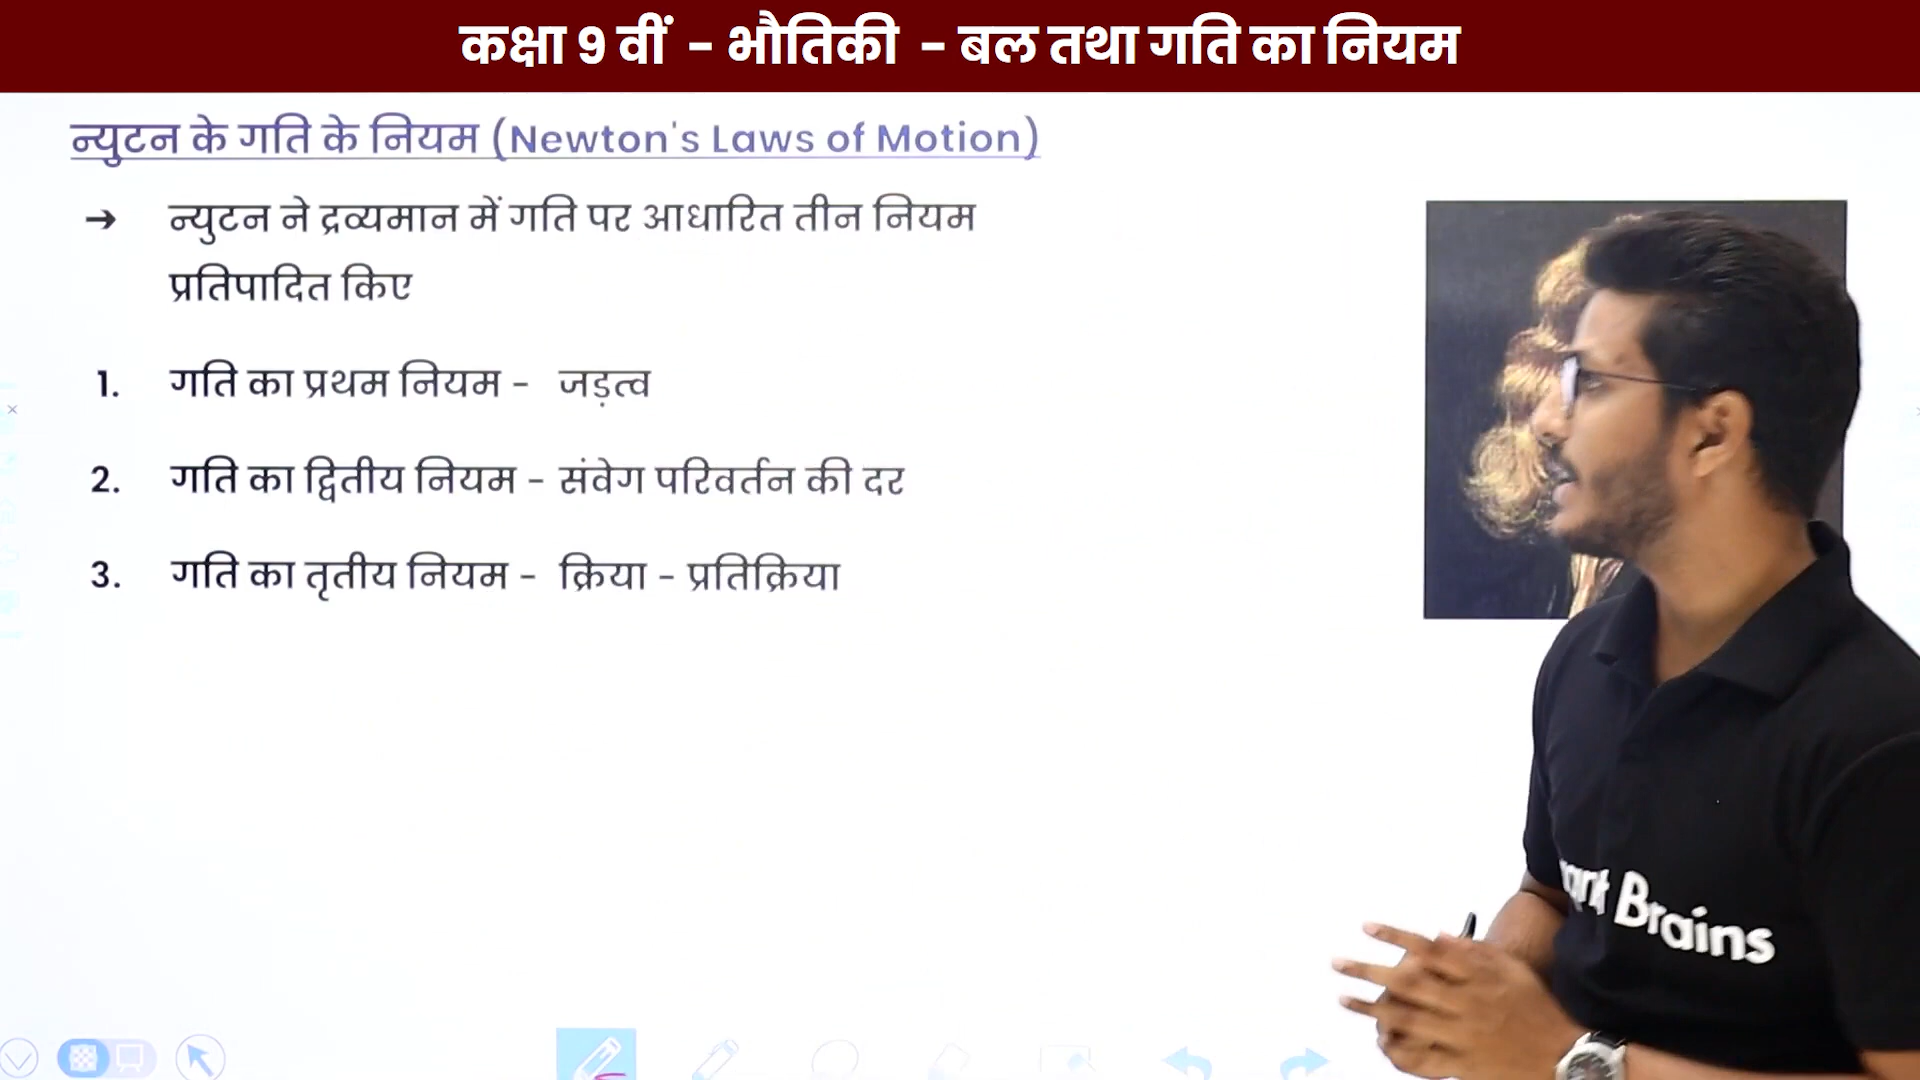 कक्षा 9 वीं - भौतिकी - बल तथा गति का नियम
न्युटन के गति के नियम (Newton's Laws of Motion)
→ न्युटन ने द्रव्यमान में गति पर आधारित तीन नियम
प्रतिपादित किए
1. गति का प्रथम नियम - जड़त्व
2. गति का द्वितीय नियम - संवेग परिवर्तन की दर
3. गति का तृतीय नियम - क्रिया - प्रतिक्रिया
Brains